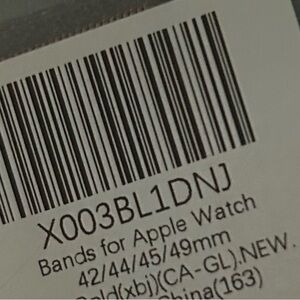 X003BL1DNJ
Bands for Apple Watch
42/44/45/49mm
Gold(xbj)(CA-GL).NEW.
China(163)